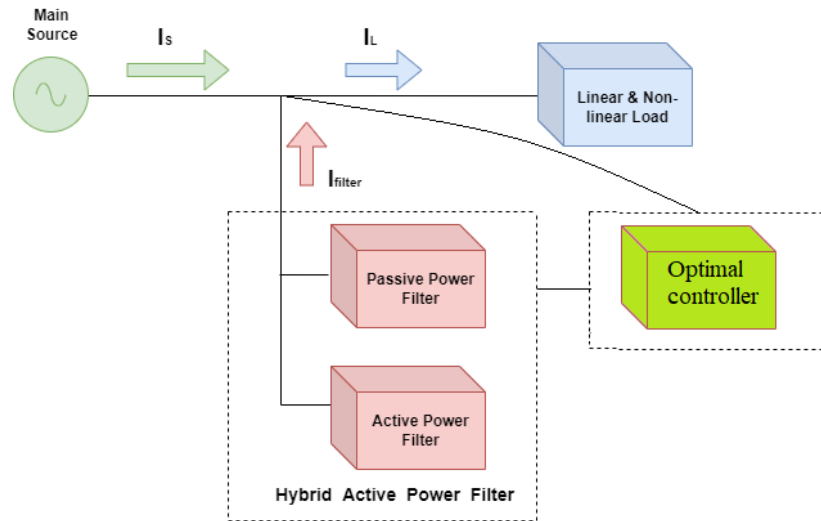 Main
Source
Is
IL
Linear & Non-
linear Load
Ifilter
Passive Power
Filter
Optimal
controller
Active Power
Filter
Hybrid Active Power Filter